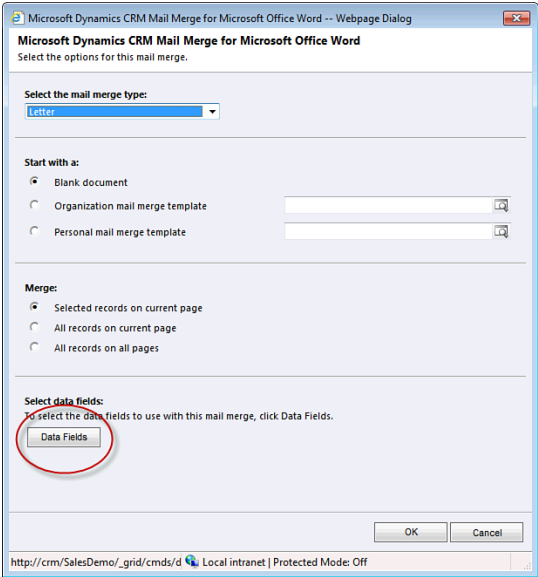 Microsoft Dynamics CRM Mail Merge for Microsoft Office Word -- Webpage Dialog
Microsoft Dynamics CRM Mail Merge for Microsoft Office Word
Select the options for this mail merge.
Select the mail merge type:
Letter
Start with a:
Blank document
Organization mail merge template
Personal mail merge template
Merge:
Selected records on current page
All records on current page
All records on all pages
Select data fields:
To select the data fields to use with this mail merge, click Data Fields.
Data Fields
OK Cancel
http://crm/SalesDemo/_grid/cmds/d Local intranet | Protected Mode: Off